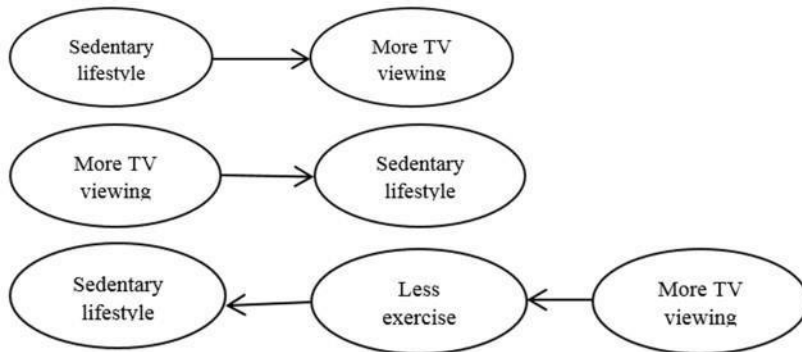 Sedentary
lifestyle
More TV
viewing
More TV
viewing
Sedentary
lifestyle
Sedentary
lifestyle
Less
exercise
More TV
viewing